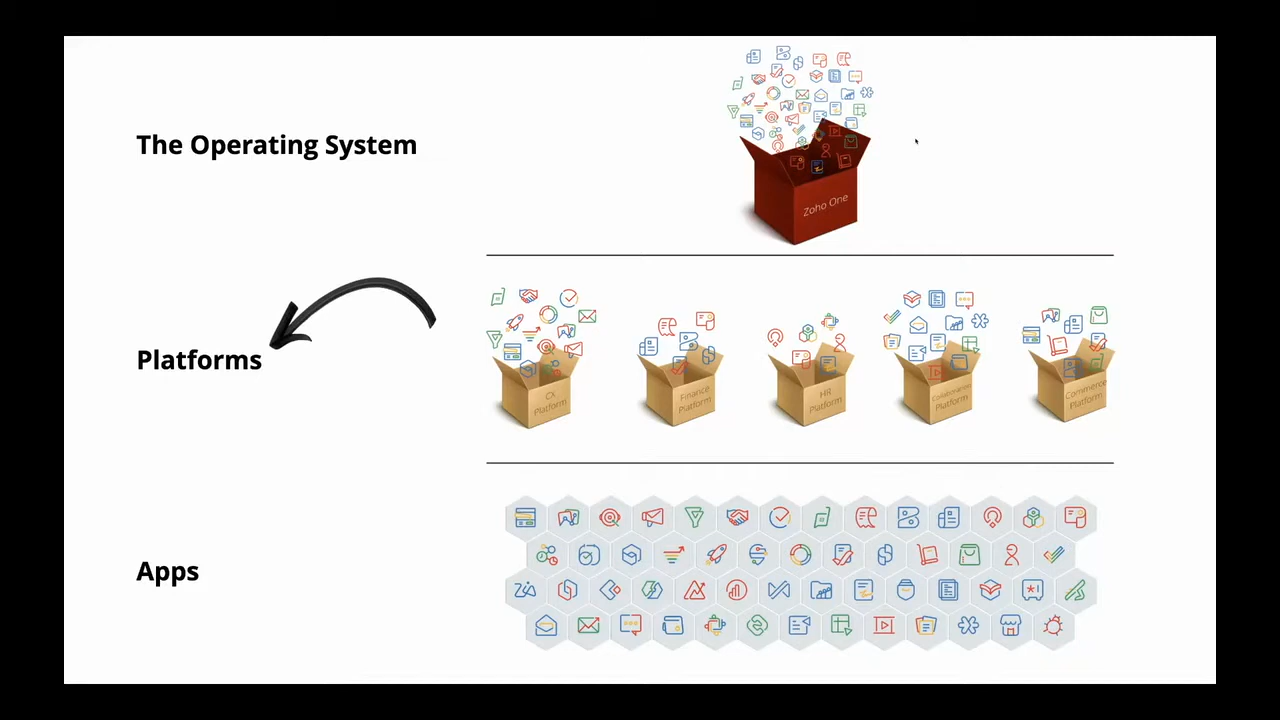 The Operating System
Zoho One
Platforms
CX
Platform
Finance
Platform
HR
Platform
Collaboration
Platform
Commerce
Platform
Apps